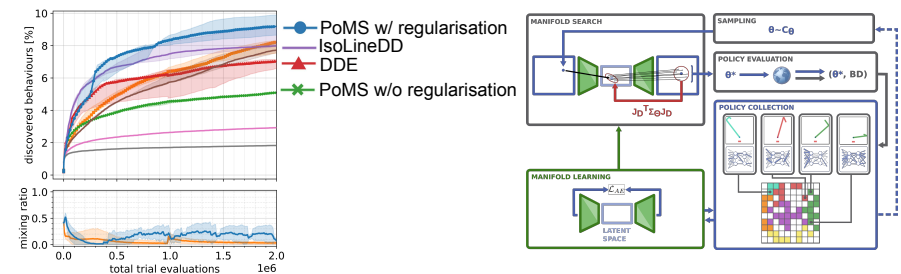 discovered behaviours [%]
10
8
6
4
2
0
PoMS w/ regularisation
IsoLineDD
DDE
PoMS w/o regularisation
mixing ratio
1.0
0.5
0.0
0.0 0.5 1.0 1.5 2.0
1e6
total trial evaluations
MANIFOLD SEARCH
J_D^T Σ_Θ J_D
MANIFOLD LEARNING
ℒ_AE
LATENT
SPACE
SAMPLING
θ~C_θ
POLICY EVALUATION
θ* (θ*, BD)
POLICY COLLECTION